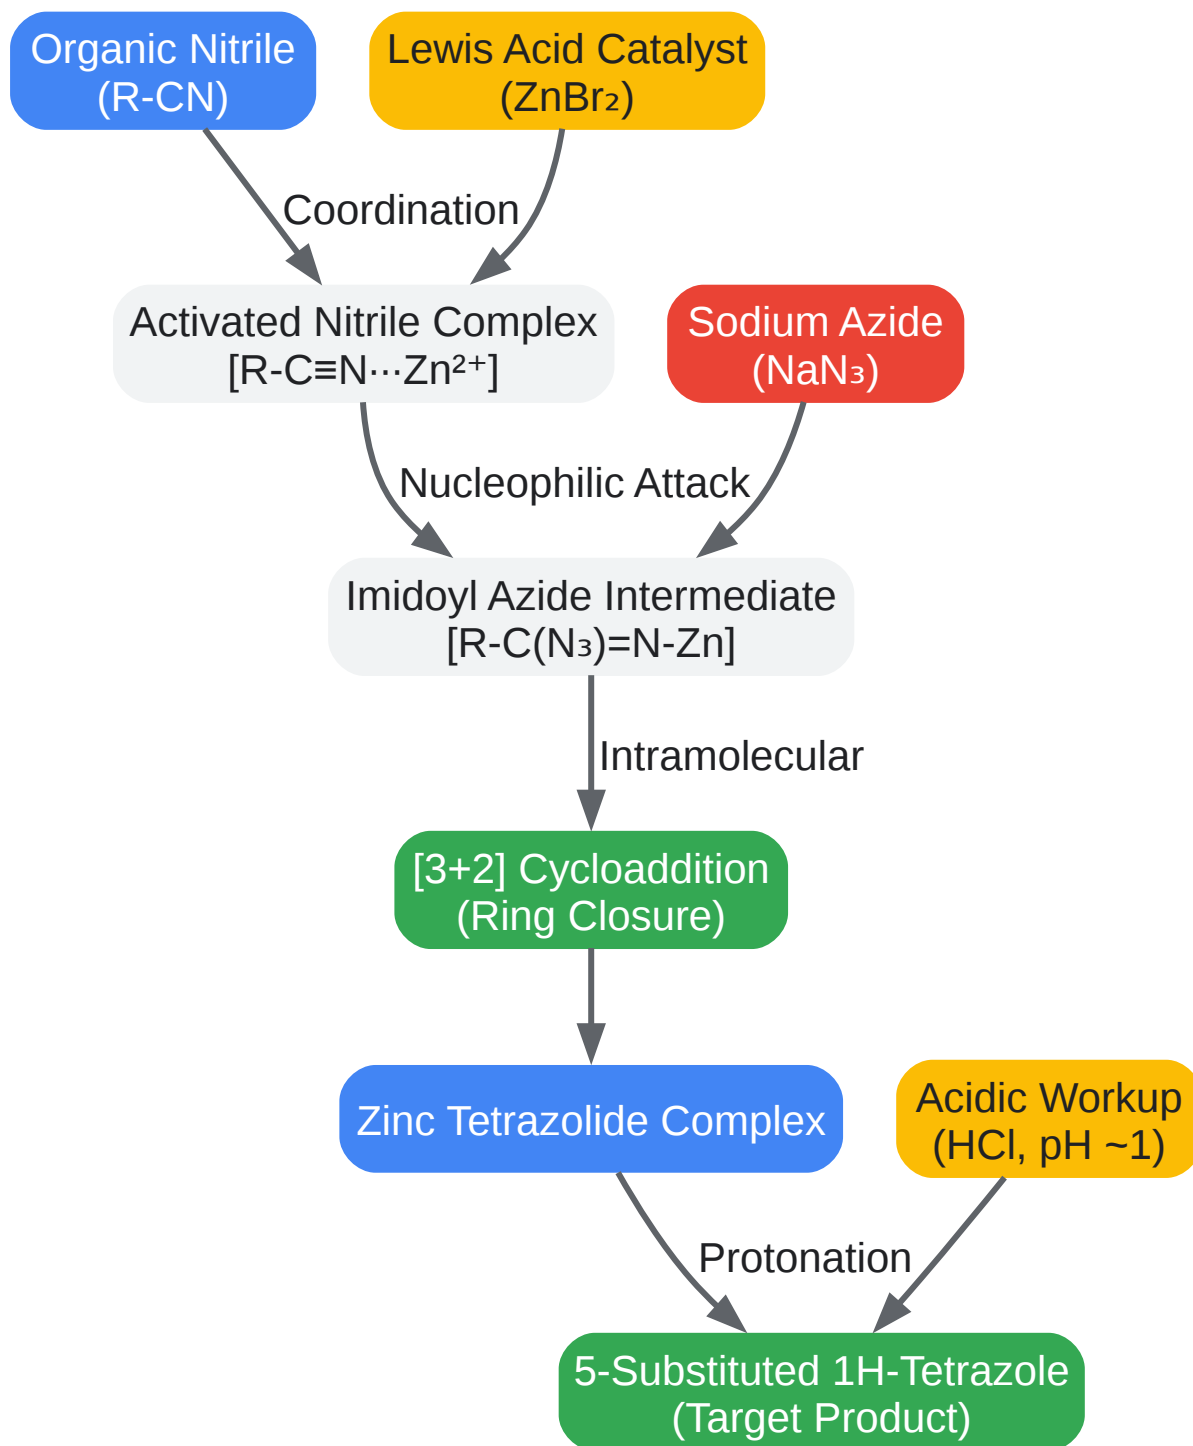 Organic Nitrile
(R-CN)
Lewis Acid Catalyst
(ZnBr₂)
Coordination
Activated Nitrile Complex
[R-C≡N···Zn²⁺]
Sodium Azide
(NaN₃)
Nucleophilic Attack
Imidoyl Azide Intermediate
[R-C(N₃)=N-Zn]
Intramolecular
[3+2] Cycloaddition
(Ring Closure)
Zinc Tetrazolide Complex
Acidic Workup
(HCl, pH ~1)
Protonation
5-Substituted 1H-Tetrazole
(Target Product)